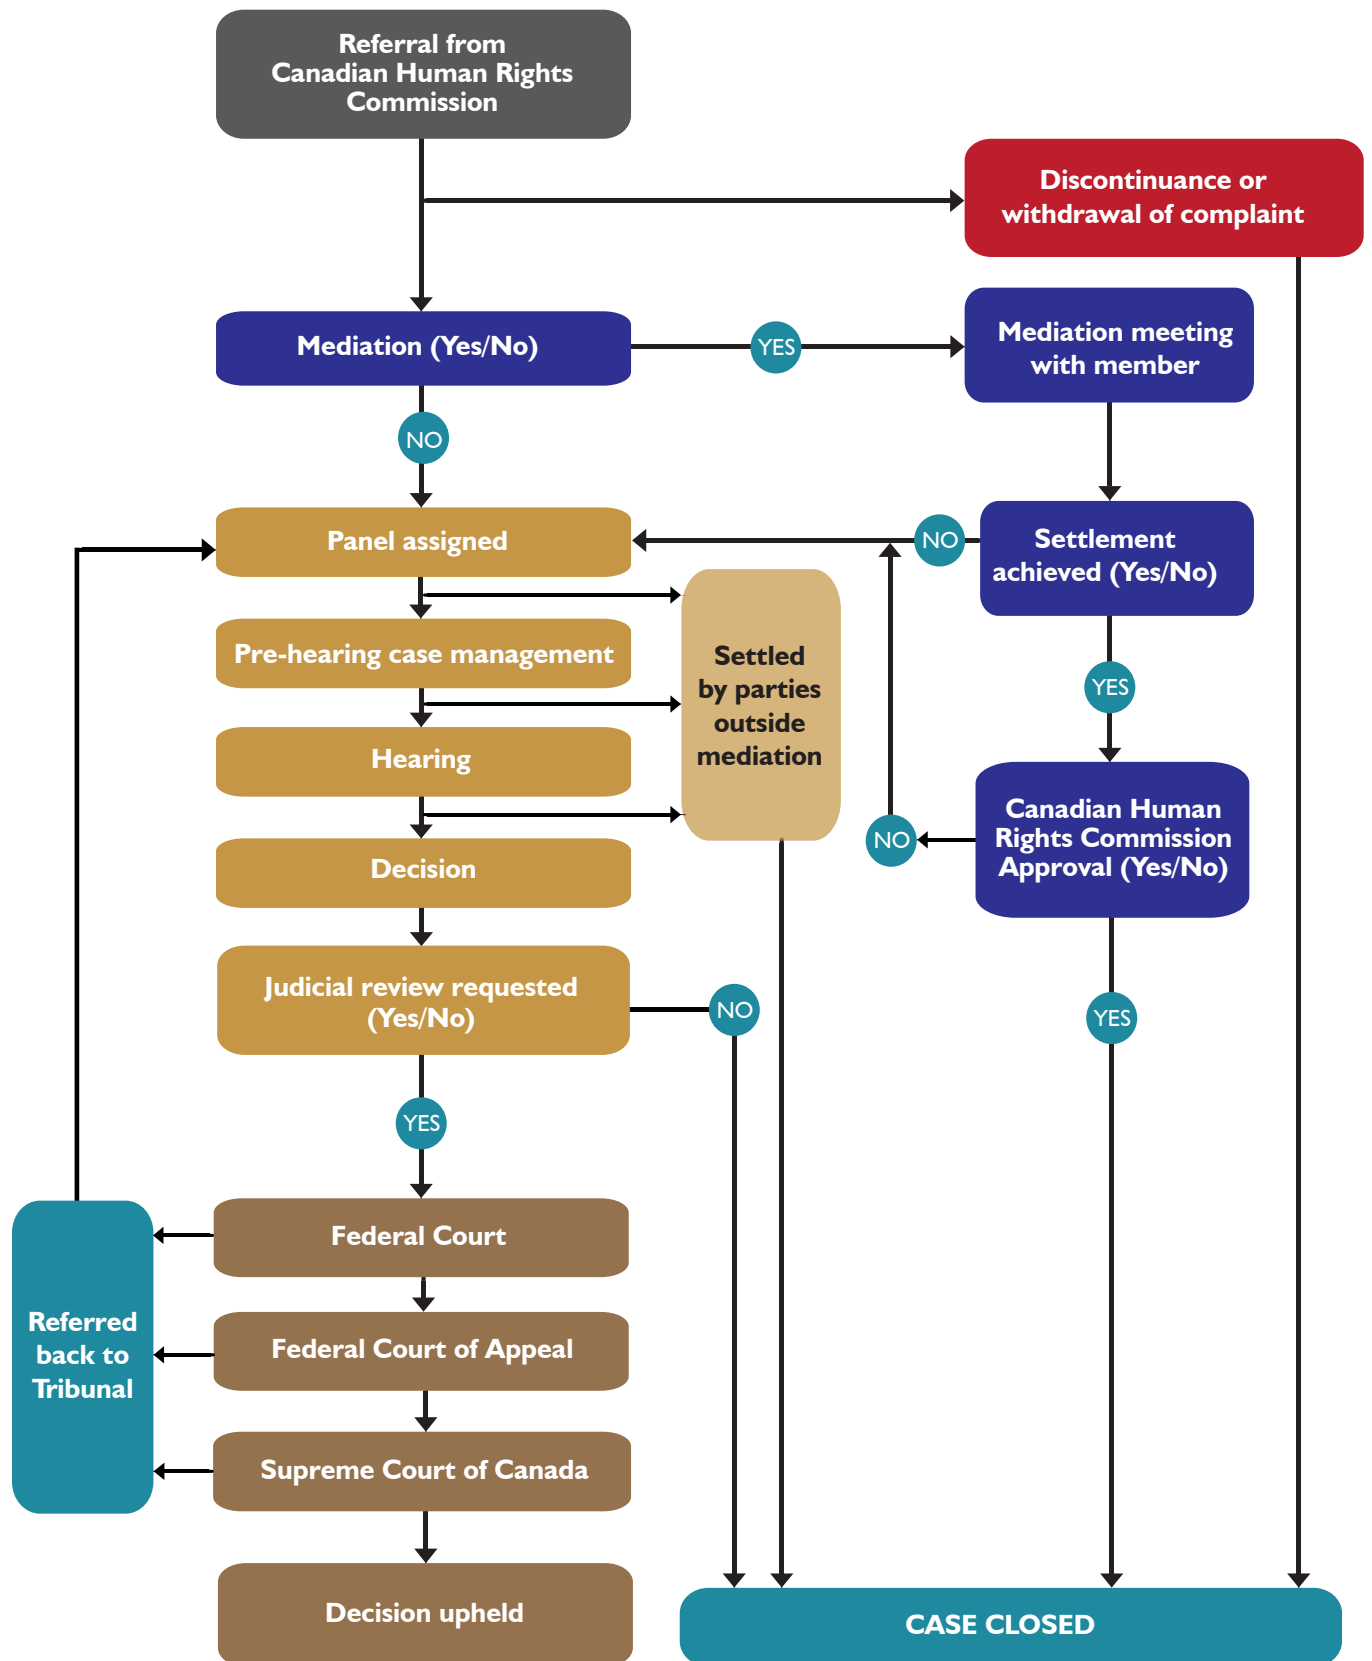 Referral from
Canadian Human Rights
Commission
Discontinuance or
withdrawal of complaint
Mediation (Yes/No)
YES
Mediation meeting
with member
NO
Panel assigned
NO
Settlement
achieved (Yes/No)
Pre-hearing case management
Settled
by parties
outside
mediation
YES
Hearing
Canadian Human
Rights Commission
Approval (Yes/No)
NO
Decision
Judicial review requested
(Yes/No)
NO
YES
YES
Federal Court
Referred
back to
Tribunal
Federal Court of Appeal
Supreme Court of Canada
Decision upheld
CASE CLOSED